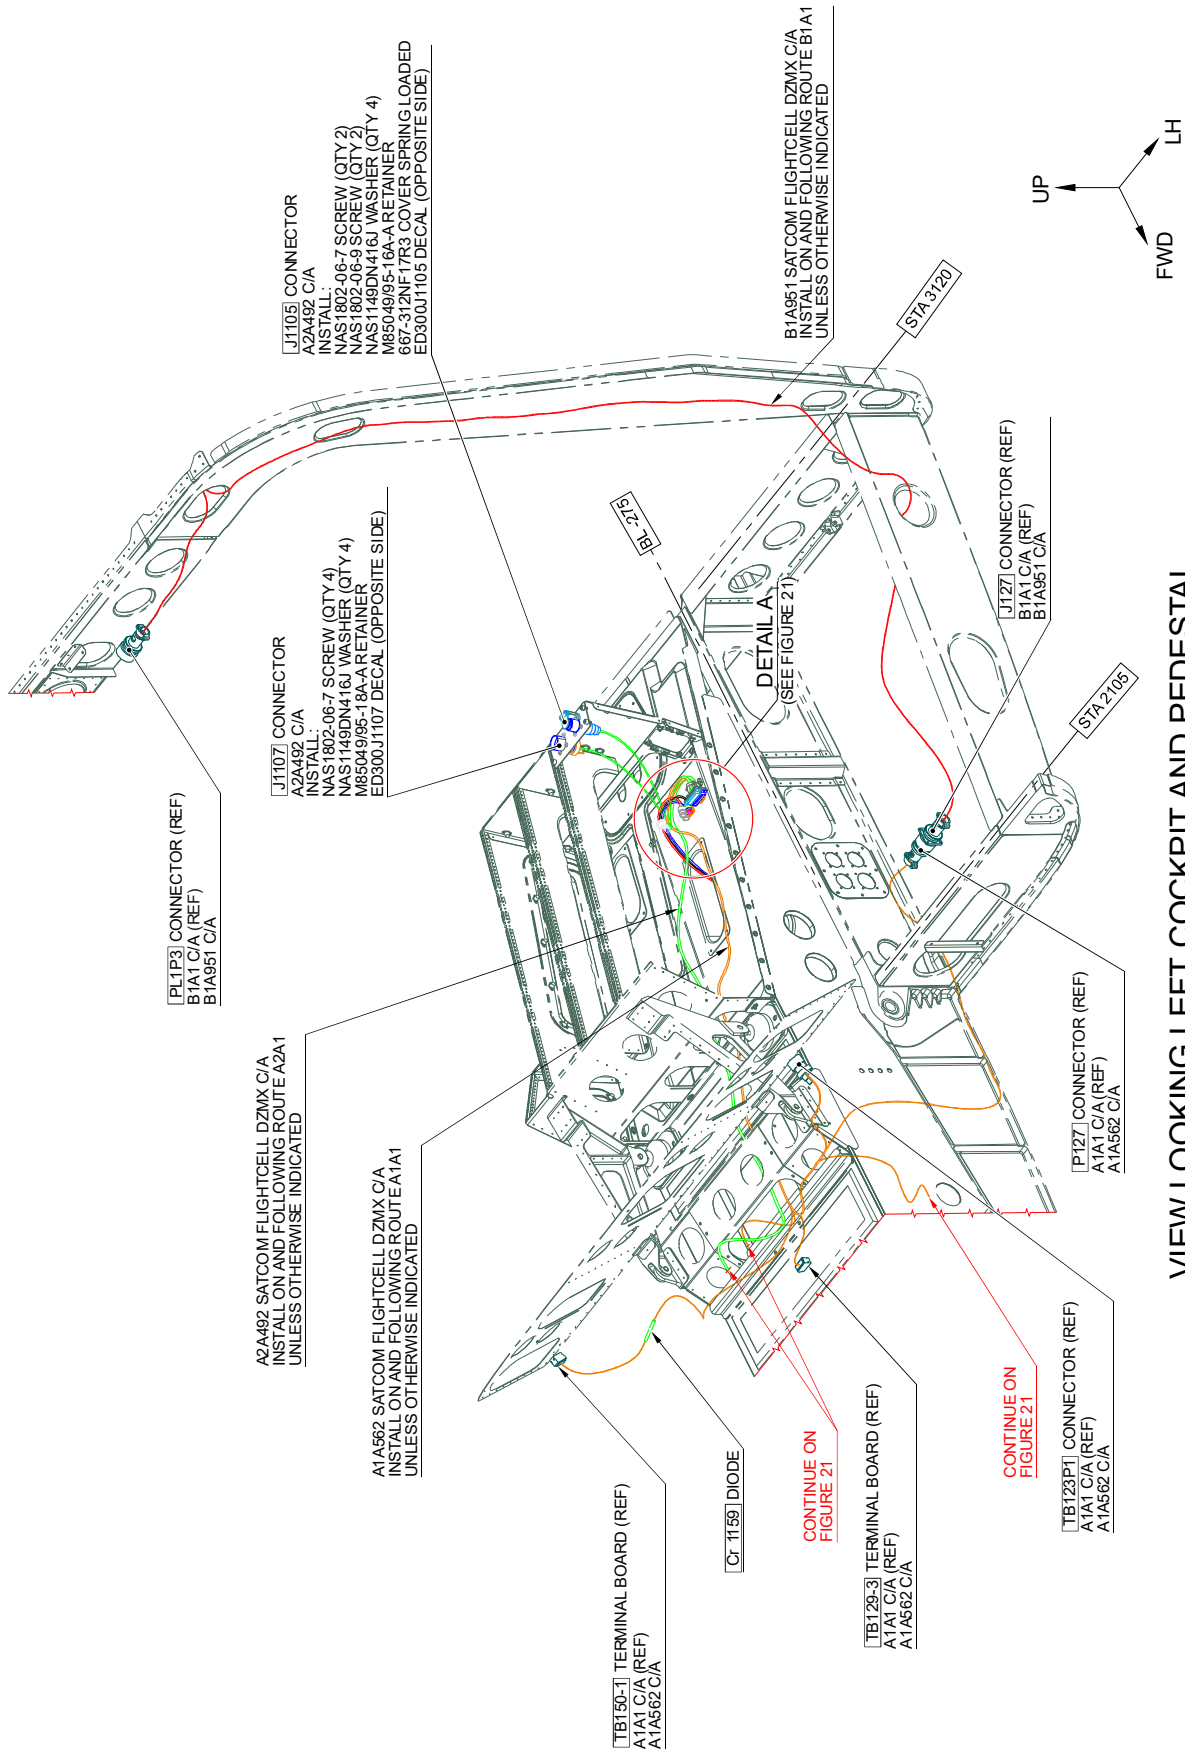 PL1P3 CONNECTOR (REF)
B1A1 C/A (REF)
B1A951 C/A
J1107 CONNECTOR
A2A492 C/A
INSTALL:
NAS1802-06-7 SCREW (QTY 4)
NAS1149DN416J WASHER (QTY 4)
M85049/95-18A-A RETAINER
ED300J1107 DECAL (OPPOSITE SIDE)
J1105 CONNECTOR
A2A492 C/A
INSTALL:
NAS1802-06-7 SCREW (QTY 2)
NAS1802-06-9 SCREW (QTY 2)
NAS1149DN416J WASHER (QTY 4)
M85049/95-16A-A RETAINER
667-312NF17R3 COVER SPRING LOADED
ED300J1105 DECAL (OPPOSITE SIDE)
B1A951 SATCOM FLIGHTCELL DZMX C/A
INSTALL ON AND FOLLOWING ROUTE B1A1
UNLESS OTHERWISE INDICATED
A2A492 SATCOM FLIGHTCELL DZMX C/A
INSTALL ON AND FOLLOWING ROUTE A2A1
UNLESS OTHERWISE INDICATED
A1A562 SATCOM FLIGHTCELL DZMX C/A
INSTALL ON AND FOLLOWING ROUTE A1A1
UNLESS OTHERWISE INDICATED
BL -275
STA 3120
DETAIL A
(SEE FIGURE 21)
STA 2105
J127 CONNECTOR (REF)
B1A1 C/A (REF)
B1A951 C/A
P127 CONNECTOR (REF)
A1A1 C/A (REF)
A1A562 C/A
TB150-1 TERMINAL BOARD (REF)
A1A1 C/A (REF)
A1A562 C/A
Cr 1159 DIODE
CONTINUE ON
FIGURE 21
TB129-3 TERMINAL BOARD (REF)
A1A1 C/A (REF)
A1A562 C/A
CONTINUE ON
FIGURE 21
TB123P1 CONNECTOR (REF)
A1A1 C/A (REF)
A1A562 C/A
UP
FWD
LH
VIEW LOOKING LEFT COCKPIT AND PEDESTAL